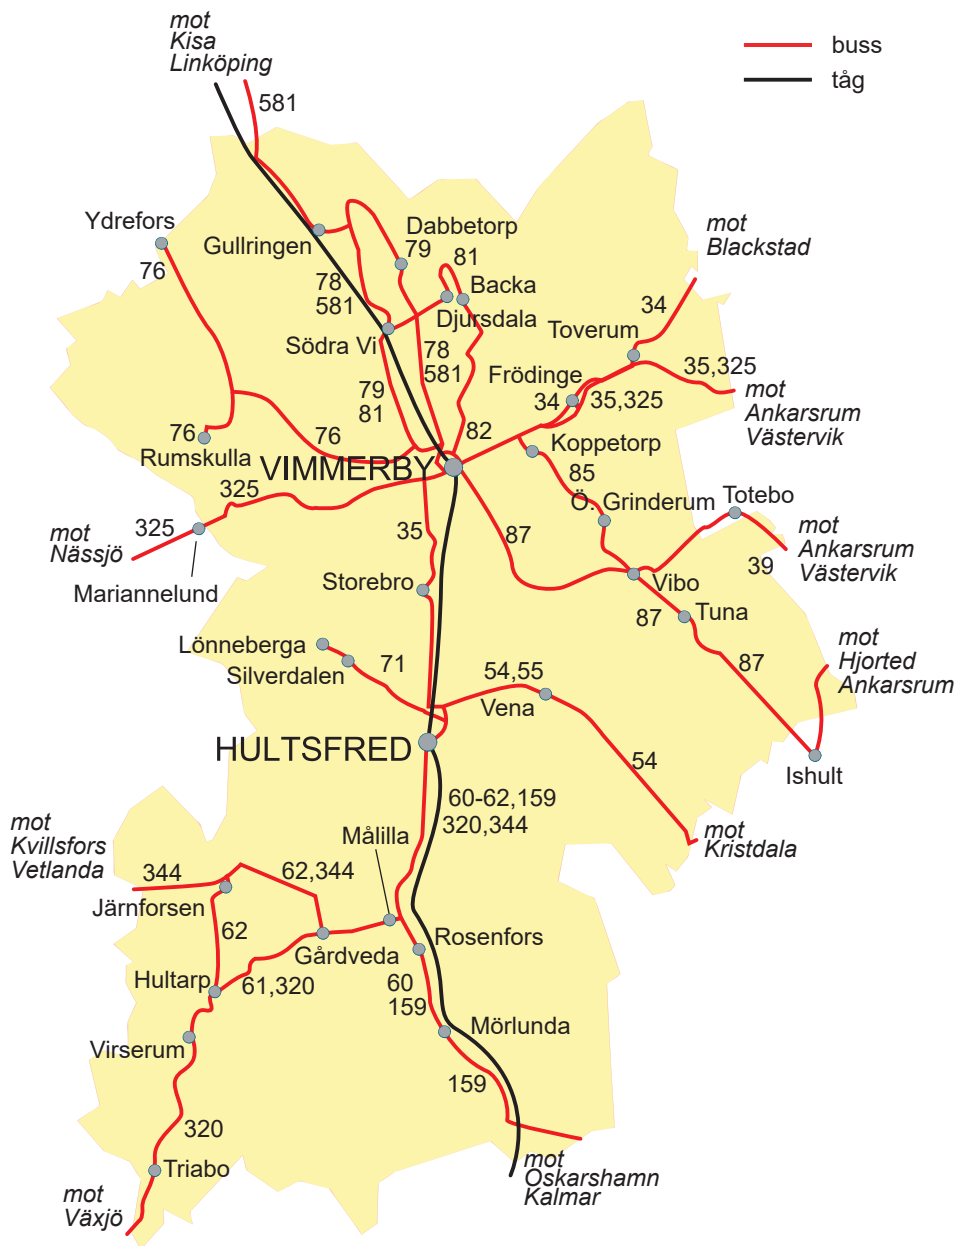 mot
Kisa
Linköping
buss
tåg
581
Ydrefors
Gullringen
Dabbetorp
79
81
mot
Blackstad
76
78
581
Backa
Djursdala
34
Toverum
Södra Vi
78
581
35,325
Frödinge
79
81
34
35,325
mot
Ankarsrum
Västervik
76
76
82
Koppetorp
Rumskulla
VIMMERBY
85
325
Ö. Grinderum
Totebo
325
35
87
mot
Nässjö
mot
Ankarsrum
Västervik
39
Mariannelund
Storebro
Vibo
87
Tuna
Lönneberga
Silverdalen
71
54,55
87
mot
Hjorted
Ankarsrum
Vena
HULTSFRED
54
Ishult
60-62,159
320,344
mot
Kvillsfors
Vetlanda
Målilla
mot
Kristdala
344
62,344
Järnforsen
62
Gårdveda
Rosenfors
Hultarp
61,320
60
159
Mörlunda
Virserum
159
320
Triabo
mot
Oskarshamn
Kalmar
mot
Växjö